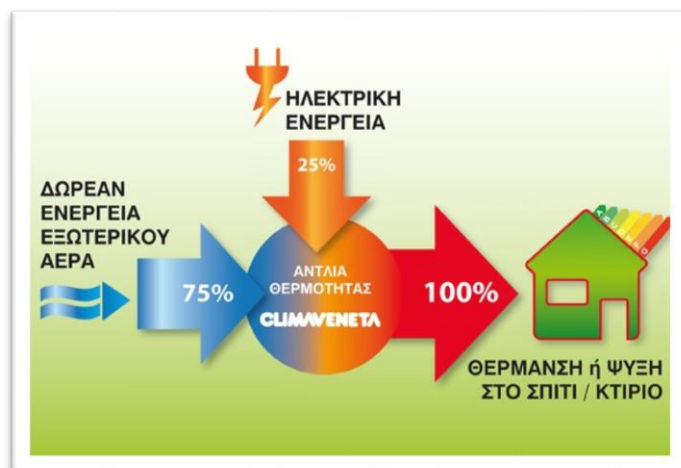 ΗΛΕΚΤΡΙΚΗ
ΕΝΕΡΓΕΙΑ
25%
ΔΩΡΕΑΝ
ΕΝΕΡΓΕΙΑ
ΕΞΩΤΕΡΙΚΟΥ
ΑΕΡΑ
75%
ΑΝΤΛΙΑ
ΘΕΡΜΟΤΗΤΑΣ
CLIMAVENETA
100%
ΘΕΡΜΑΝΣΗ ή ΨΥΞΗ
ΣΤΟ ΣΠΙΤΙ / ΚΤΙΡΙΟ